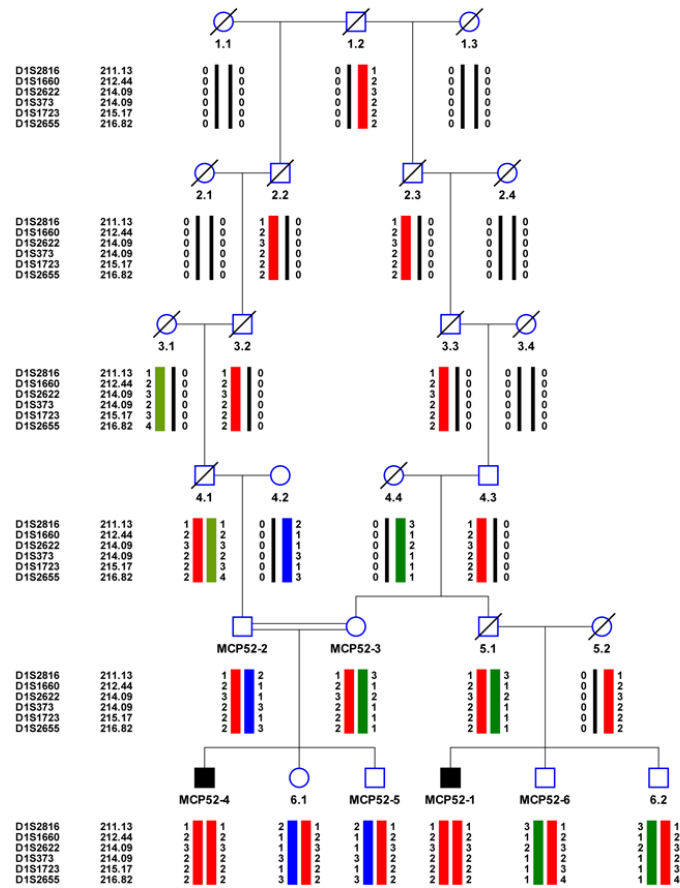 1.1 1.2 1.3
D1S2816 211.13 0 0 0 1 0 0
D1S1660 212.44 0 0 0 2 0 0
D1S2622 214.09 0 0 0 3 0 0
D1S373 214.09 0 0 0 2 0 0
D1S1723 215.17 0 0 0 2 0 0
D1S2655 216.82 0 0 0 2 0 0
2.1 2.2 2.3 2.4
D1S2816 211.13 0 0 1 0 1 0 0 0
D1S1660 212.44 0 0 2 0 2 0 0 0
D1S2622 214.09 0 0 3 0 3 0 0 0
D1S373 214.09 0 0 2 0 2 0 0 0
D1S1723 215.17 0 0 2 0 2 0 0 0
D1S2655 216.82 0 0 2 0 2 0 0 0
3.1 3.2 3.3 3.4
D1S2816 211.13 1 0 1 0 1 0 0 0
D1S1660 212.44 2 0 2 0 2 0 0 0
D1S2622 214.09 3 0 3 0 3 0 0 0
D1S373 214.09 2 0 2 0 2 0 0 0
D1S1723 215.17 3 0 2 0 2 0 0 0
D1S2655 216.82 4 0 2 0 2 0 0 0
4.1 4.2 4.4 4.3
D1S2816 211.13 1 1 0 2 0 3 1 0
D1S1660 212.44 2 2 0 1 0 1 2 0
D1S2622 214.09 3 3 0 1 0 2 3 0
D1S373 214.09 2 2 0 3 0 1 2 0
D1S1723 215.17 2 3 0 1 0 1 2 0
D1S2655 216.82 2 4 0 3 0 1 2 0
MCP52-2 MCP52-3 5.1 5.2
D1S2816 211.13 1 2 1 3 1 3 0 1
D1S1660 212.44 2 1 2 1 2 1 0 2
D1S2622 214.09 3 1 3 2 3 2 0 3
D1S373 214.09 2 3 2 1 2 1 0 2
D1S1723 215.17 2 1 2 1 2 1 0 2
D1S2655 216.82 2 3 2 1 2 1 0 2
MCP52-4 6.1 MCP52-5 MCP52-1 MCP52-6 6.2
D1S2816 211.13 1 1 2 1 2 1 1 1 3 1 3 1
D1S1660 212.44 2 2 1 2 1 2 2 2 1 2 1 2
D1S2622 214.09 3 3 1 3 1 3 3 3 2 3 2 3
D1S373 214.09 2 2 3 2 3 2 2 2 1 2 1 2
D1S1723 215.17 2 2 1 2 1 2 2 2 1 3 1 3
D1S2655 216.82 2 2 3 2 3 2 2 2 1 4 1 4